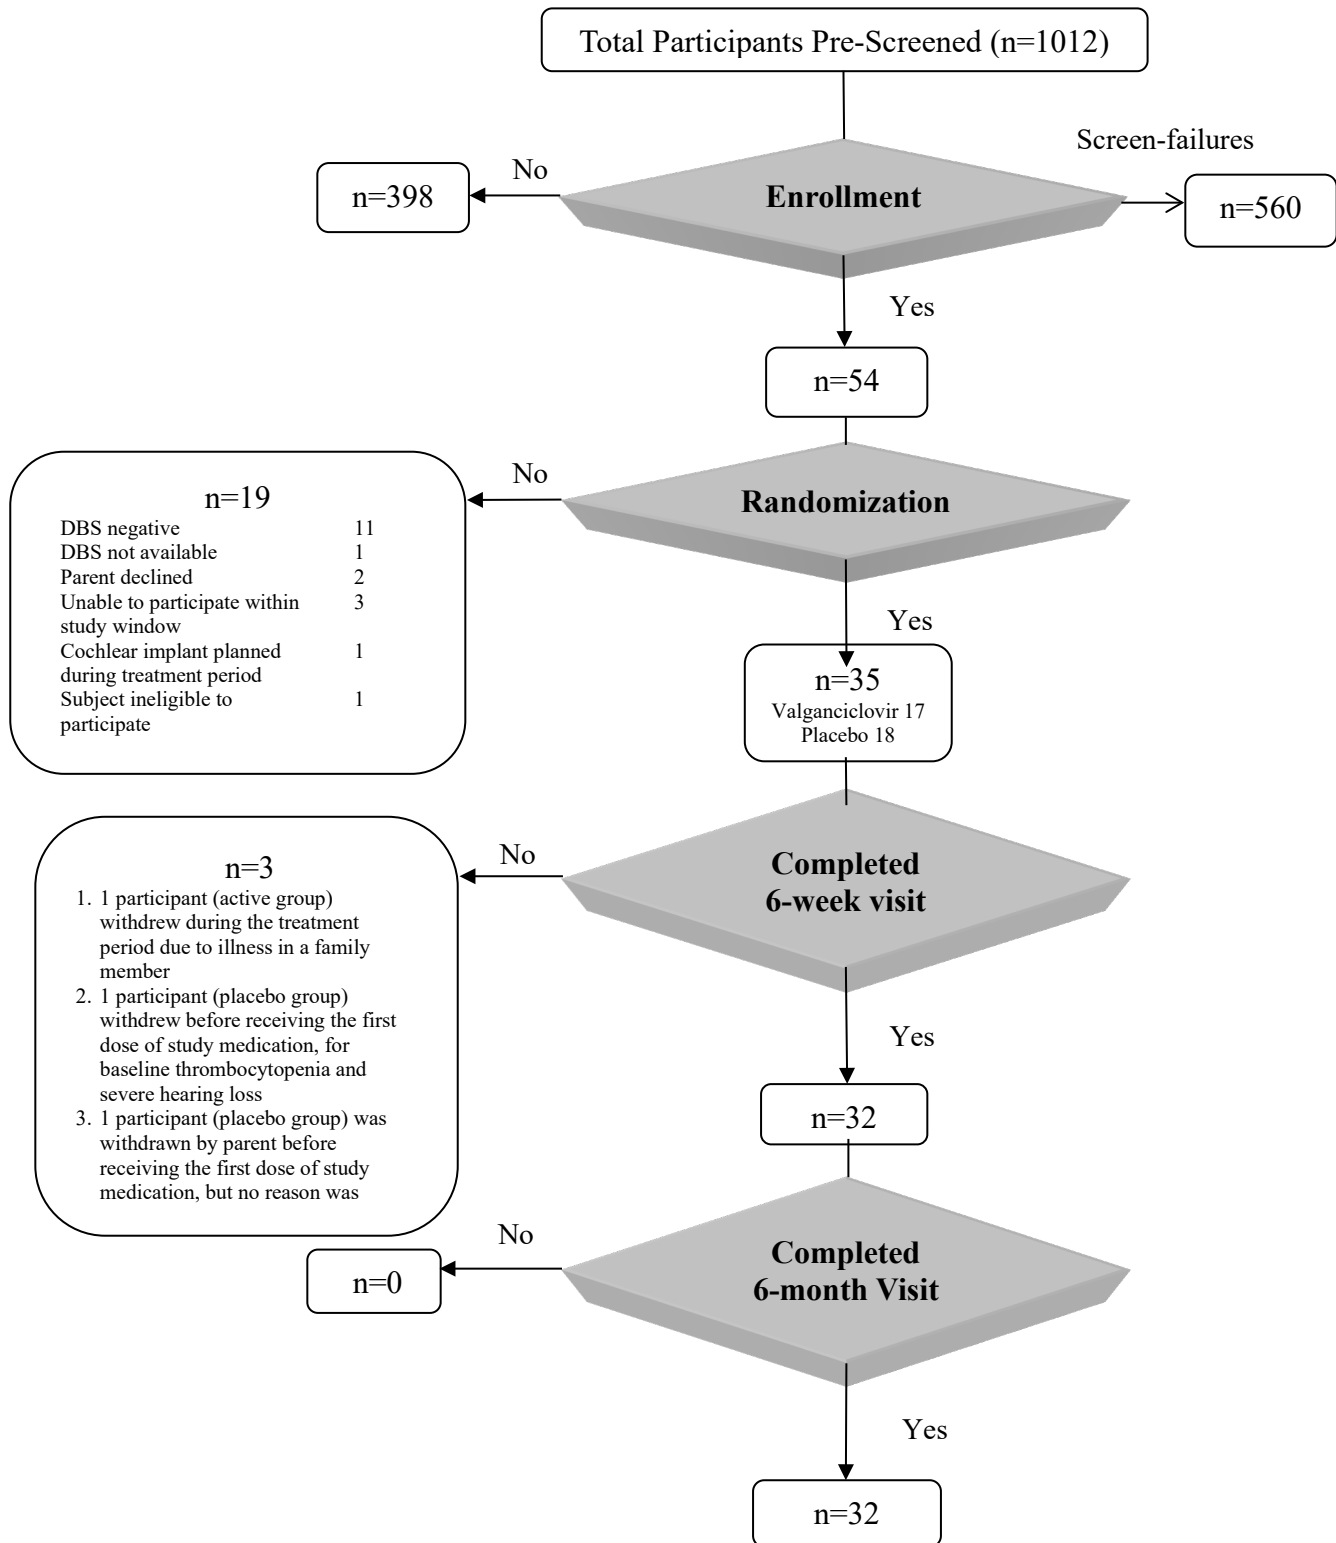 Total Participants Pre-Screened (n=1012)
Screen-failures
No
Enrollment
n=398
n=560
Yes
n=54
No
Randomization
n=19
DBS negative 11
DBS not available 1
Parent declined 2
Unable to participate within 3
study window
Cochlear implant planned 1
during treatment period
Subject ineligible to 1
participate
Yes
n=35
Valganciclovir 17
Placebo 18
No
Completed
6-week visit
n=3
1. 1 participant (active group)
withdrew during the treatment
period due to illness in a family
member
2. 1 participant (placebo group)
withdrew before receiving the first
dose of study medication, for
baseline thrombocytopenia and
severe hearing loss
3. 1 participant (placebo group) was
withdrawn by parent before
receiving the first dose of study
medication, but no reason was
Yes
n=32
No
Completed
6-month Visit
n=0
Yes
n=32